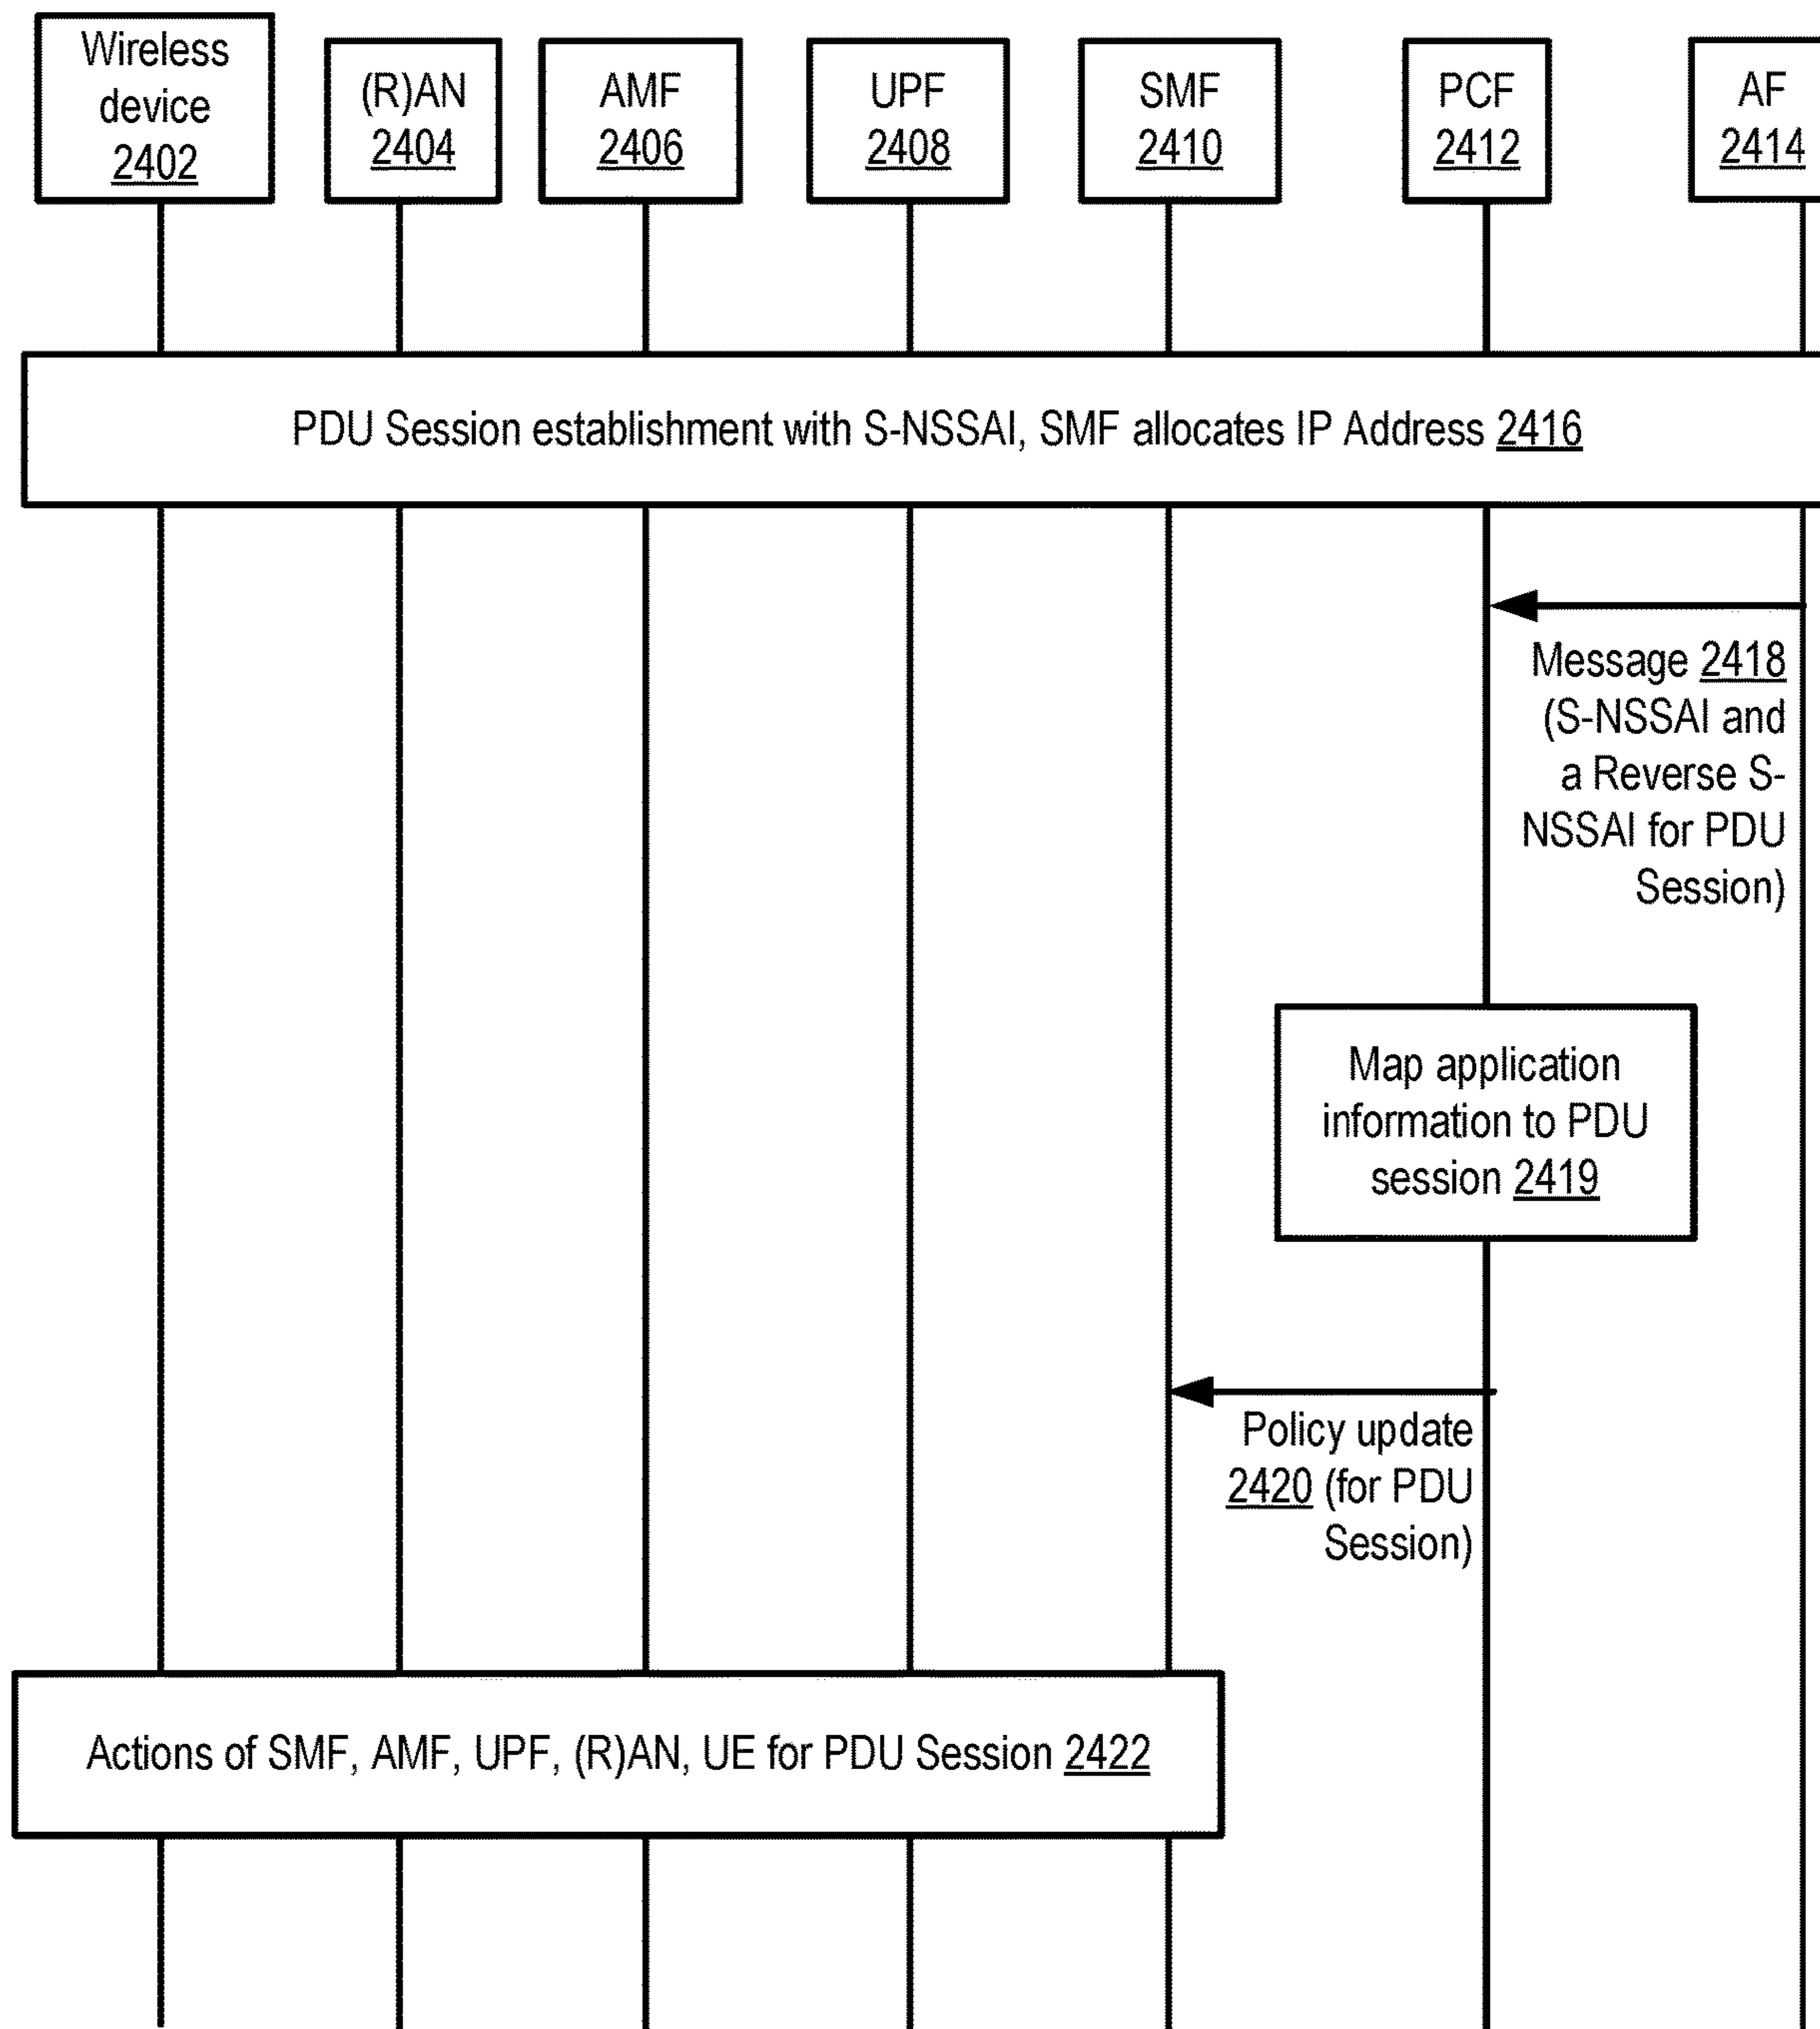 Wireless
device
2402
(R)AN
2404
AMF
2406
UPF
2408
SMF
2410
PCF
2412
AF
2414
PDU Session establishment with S-NSSAI, SMF allocates IP Address 2416
Message 2418
(S-NSSAI and
a Reverse S-
NSSAI for PDU
Session)
Map application
information to PDU
session 2419
Policy update
2420 (for PDU
Session)
Actions of SMF, AMF, UPF, (R)AN, UE for PDU Session 2422